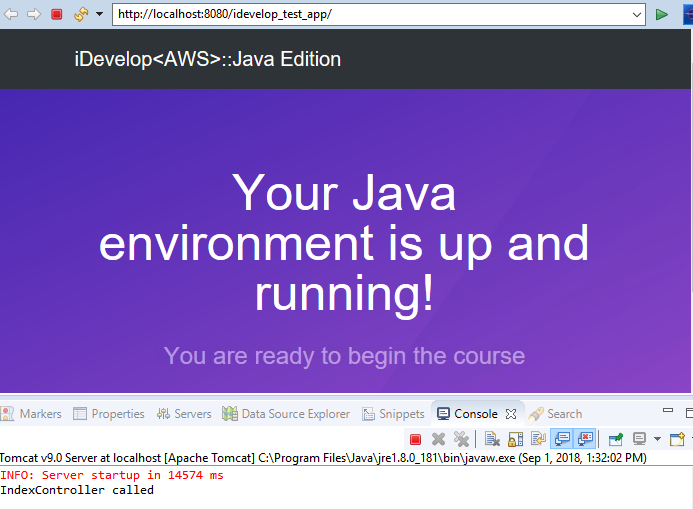 http://localhost:8080/idevelop_test_app/
iDevelop<AWS>::Java Edition
Your Java
environment is up and
running!
You are ready to begin the course
Markers Properties Servers Data Source Explorer Snippets Console Search
Tomcat v9.0 Server at localhost [Apache Tomcat] C:\Program Files\Java\jre1.8.0_181\bin\javaw.exe (Sep 1, 2018, 1:32:02 PM)
INFO: Server startup in 14574 ms
IndexController called